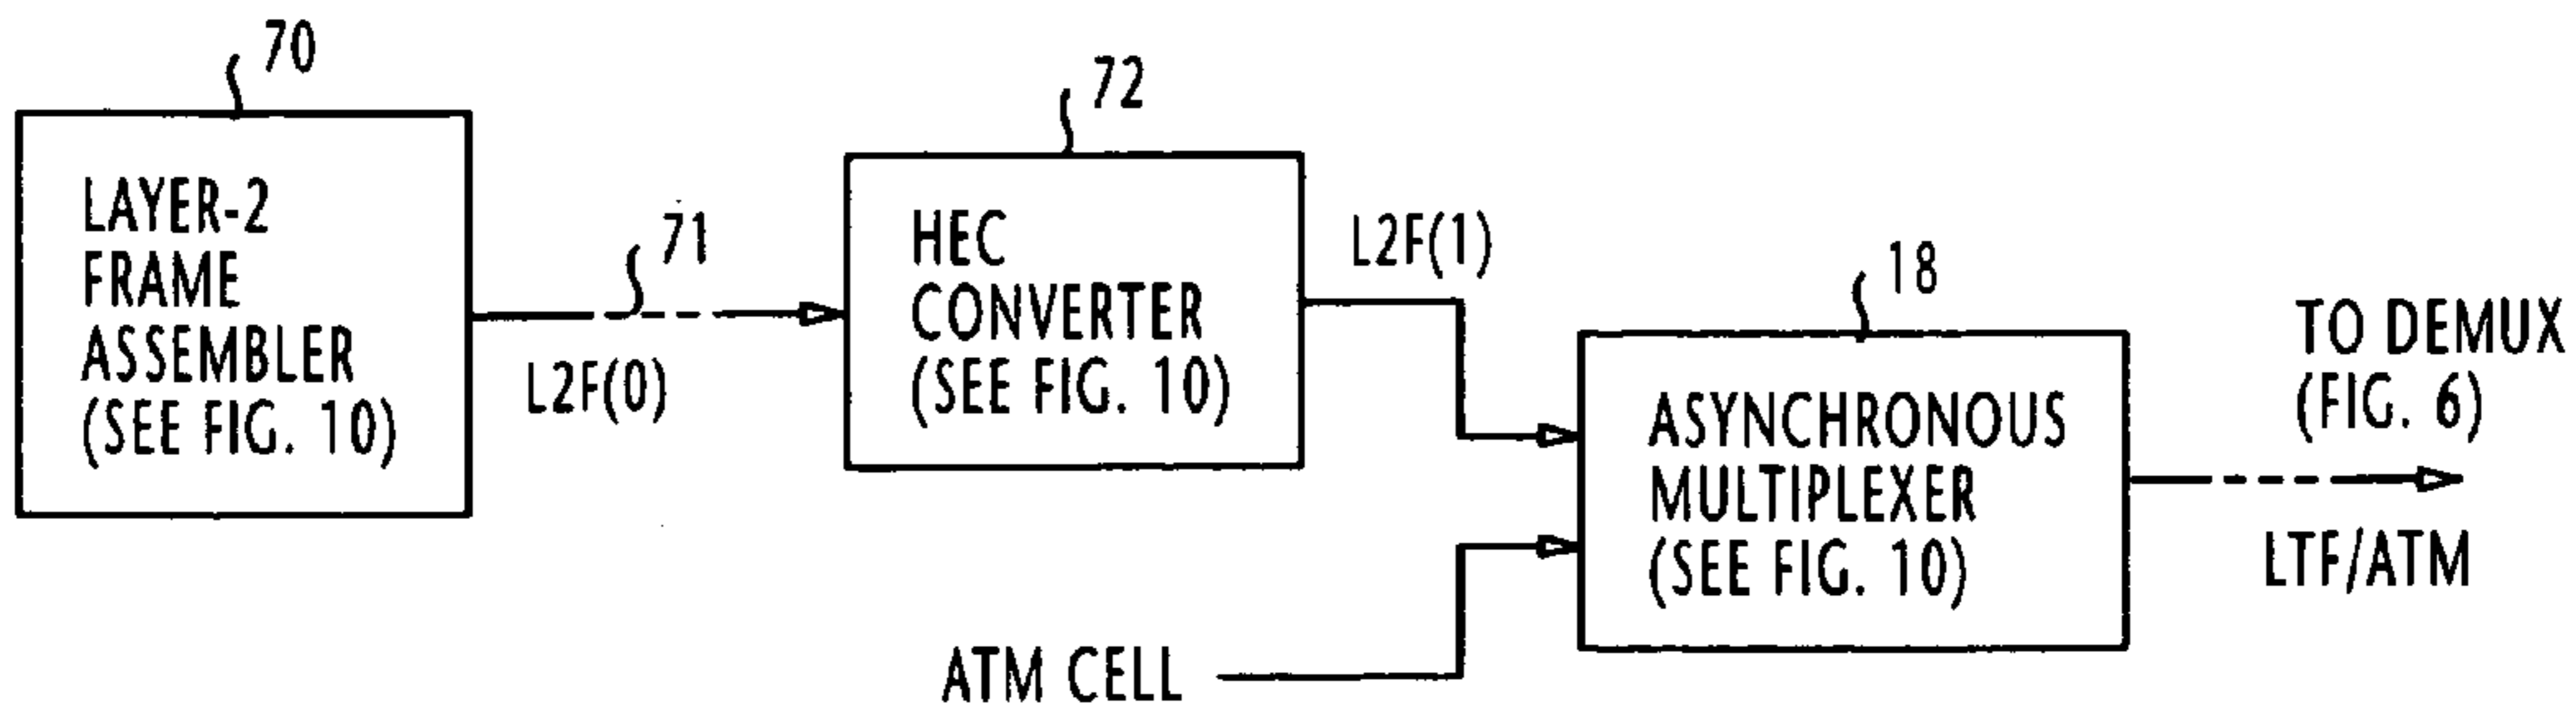 70
LAYER-2
FRAME
ASSEMBLER
(SEE FIG. 10)
71
L2F(0)
72
HEC
CONVERTER
(SEE FIG. 10)
L2F(1)
ATM CELL
18
ASYNCHRONOUS
MULTIPLEXER
(SEE FIG. 10)
TO DEMUX
(FIG. 6)
LTF/ATM